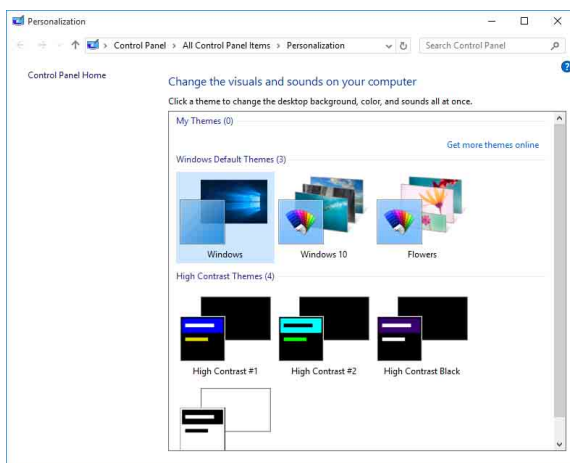 Personalization
Control Panel > All Control Panel Items > Personalization
Search Control Panel
Control Panel Home
Change the visuals and sounds on your computer
Click a theme to change the desktop background, color, and sounds all at once.
My Themes (0)
Get more themes online
Windows Default Themes (3)
Windows
Windows 10
Flowers
High Contrast Themes (4)
High Contrast #1
High Contrast #2
High Contrast Black